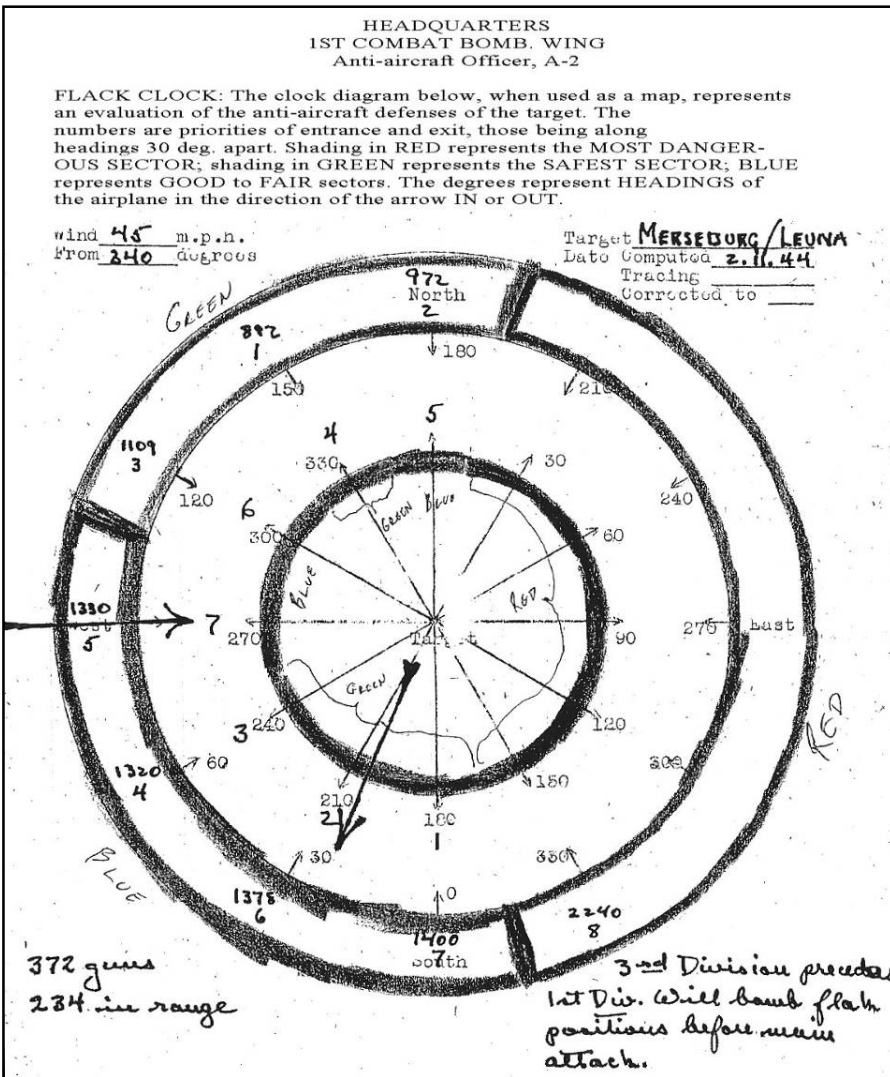 HEADQUARTERS
1ST COMBAT BOMB. WING
Anti-aircraft Officer, A-2
FLACK CLOCK: The clock diagram below, when used as a map, represents
an evaluation of the anti-aircraft defenses of the target. The
numbers are priorities of entrance and exit, those being along
headings 30 deg. apart. Shading in RED represents the MOST DANGER-
OUS SECTOR; shading in GREEN represents the SAFEST SECTOR; BLUE
represents GOOD to FAIR sectors. The degrees represent HEADINGS of
the airplane in the direction of the arrow IN or OUT.
Wind 45 m.p.h.
From 340 degrees
Target MERSEBURG/LEUNA
Date Computed 2.11.44
Tracing
Corrected to
GREEN
972
North
2
892
1
180
150
210
1109
3
120
240
5
4
330
30
6
300
60
GREEN
BLUE
BLUE
RED
1330
5
7
270
Target
90
270
East
GREEN
3
240
120
RED
1320
4
60
300
210
2
180
1
150
BLUE
30
330
1378
6
0
1400
7
South
2240
8
372 guns
234 in range
3rd Division precedes
1st Div. Will bomb flak
positions before main
attack.